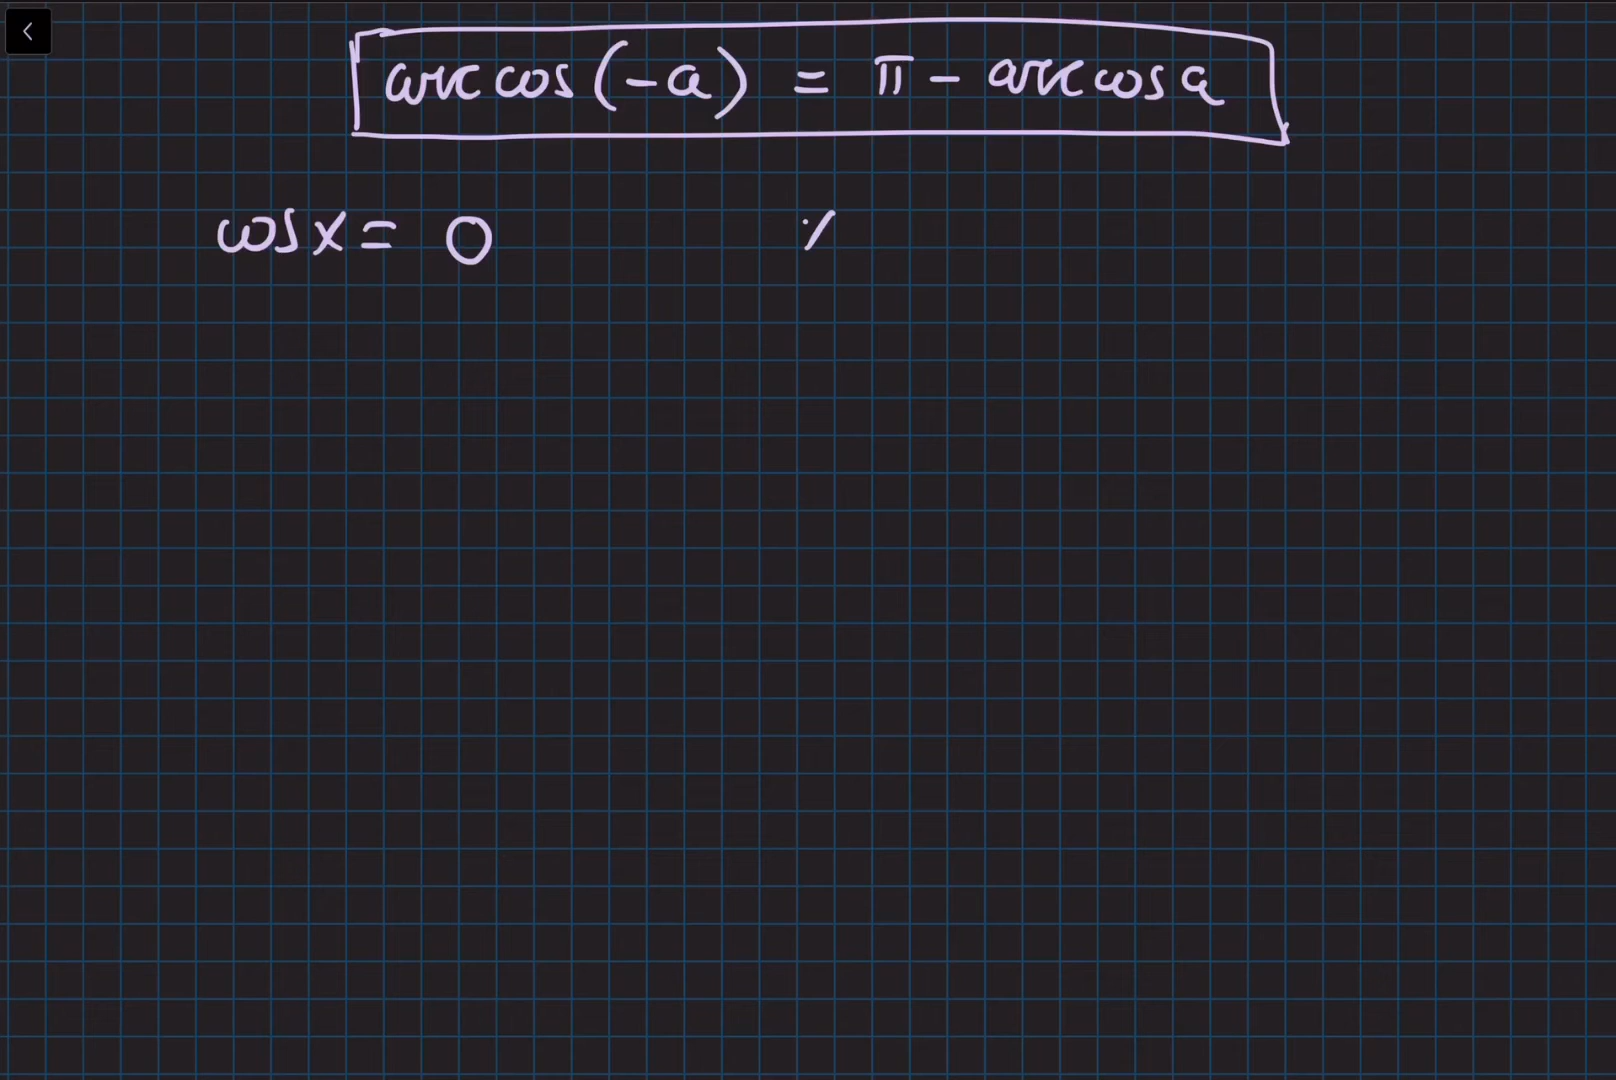 arccos(-a) = π - arccos a
cos x = 0